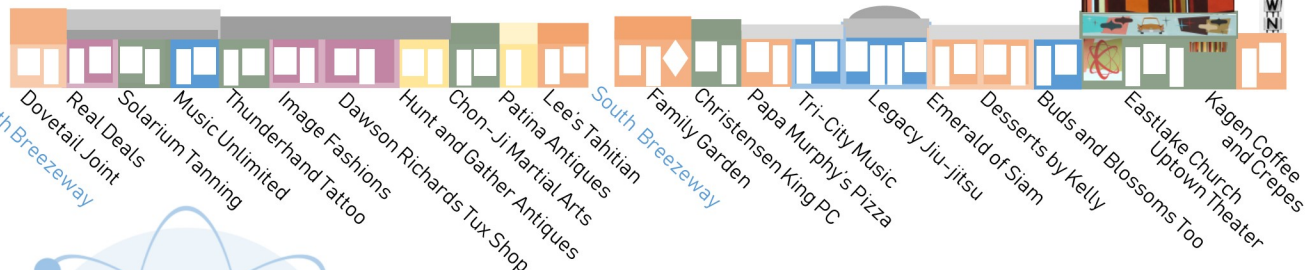 th Breezeway
Dovetail Joint
Real Deals
Solarium Tanning
Music Unlimited
Thunderhand Tattoo
Image Fashions
Dawson Richards Tux Shop
Hunt and Gather Antiques
Chon-Ji Martial Arts
Patina Antiques
Lee's Tahitian
South Breezeway
Family Garden
Christensen King PC
Papa Murphy's Pizza
Tri-City Music
Legacy Jiu-jitsu
Emerald of Siam
Desserts by Kelly
Buds and Blossoms Too
Eastlake Church
Uptown Theater
Kagen Coffee
and Crepes
WN